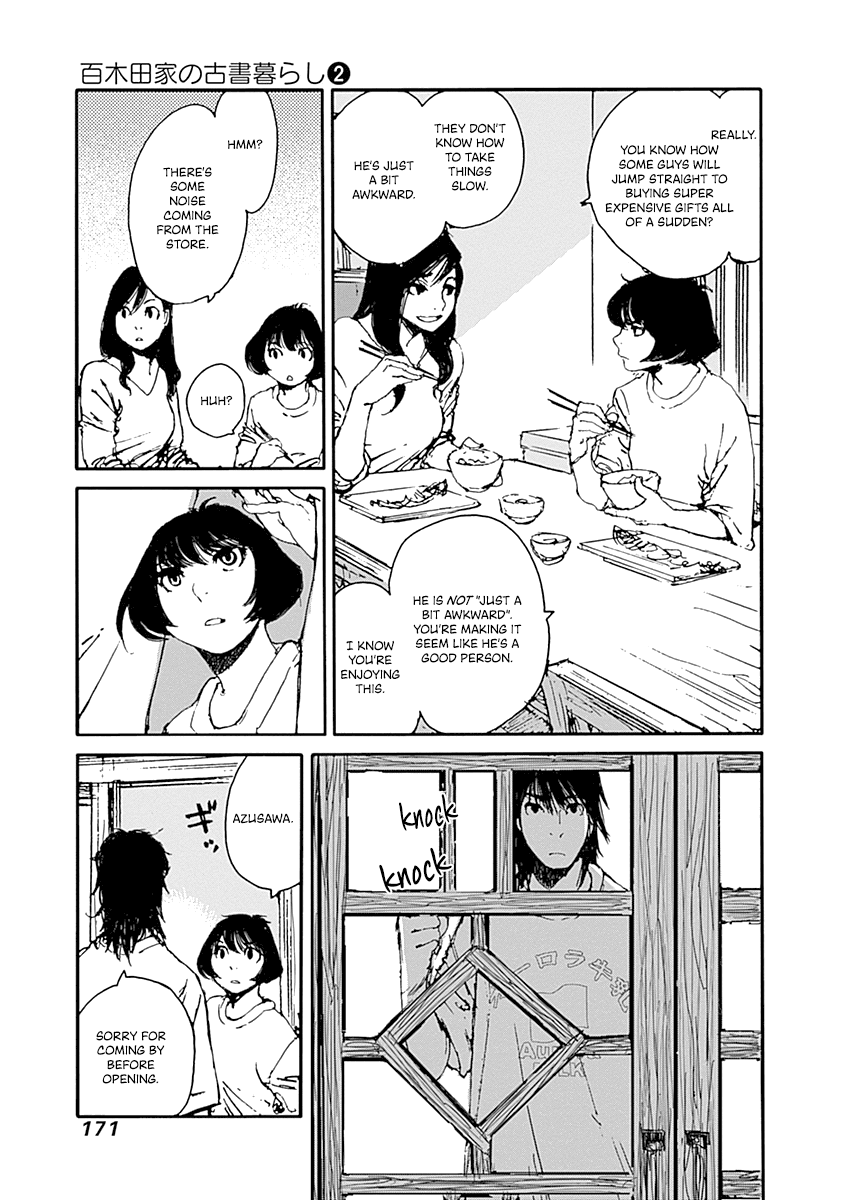 百木田家の古書暮らし❷
REALLY.
YOU KNOW HOW
SOME GUYS WILL
JUMP STRAIGHT TO
BUYING SUPER
EXPENSIVE GIFTS ALL
OF A SUDDEN?
THEY DON'T
KNOW HOW
TO TAKE
THINGS
SLOW.
HE'S JUST
A BIT
AWKWARD.
HE IS NOT "JUST A
BIT AWKWARD".
YOU'RE MAKING IT
SEEM LIKE HE'S A
GOOD PERSON.
I KNOW
YOU'RE
ENJOYING
THIS.
HMM?
THERE'S
SOME
NOISE
COMING
FROM THE
STORE.
HUH?
knock
knock
ーロラ牛乳
AZUSAWA.
ギッ
SORRY FOR
COMING BY
BEFORE
OPENING.
171